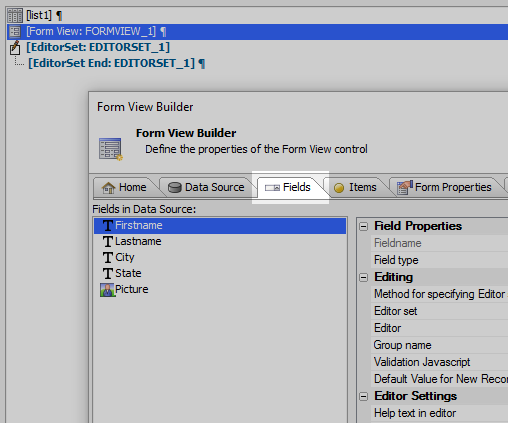 [list1] ¶
[Form View: FORMVIEW_1] ¶
[EditorSet: EDITORSET_1]
[EditorSet End: EDITORSET_1] ¶
Form View Builder
Form View Builder
Define the properties of the Form View control
Home Data Source Fields Items Form Properties
Fields in Data Source:
Firstname
Lastname
City
State
Picture
Field Properties
Fieldname
Field type
Editing
Method for specifying Editor
Editor set
Editor
Group name
Validation Javascript
Default Value for New Recor
Editor Settings
Help text in editor